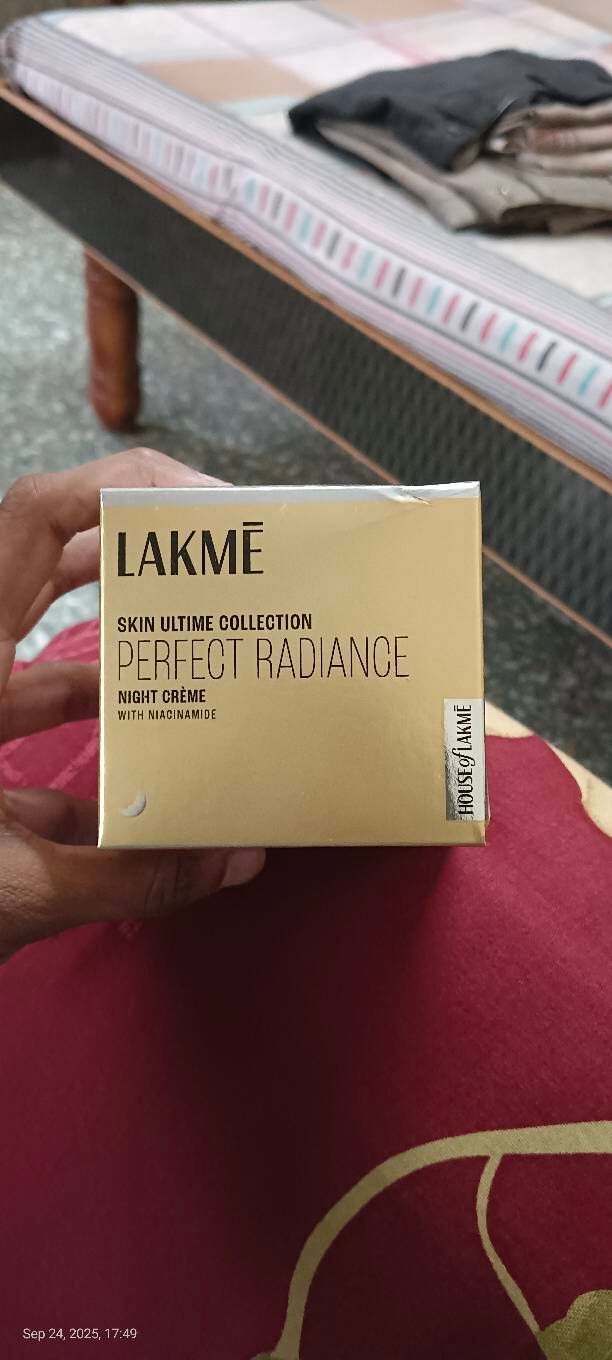 LAKMĒ
SKIN ULTIME COLLECTION
PERFECT RADIANCE
NIGHT CRÈME
WITH NIACINAMIDE
HOUSE of LAKMĒ
Sep 24, 2025, 17:49